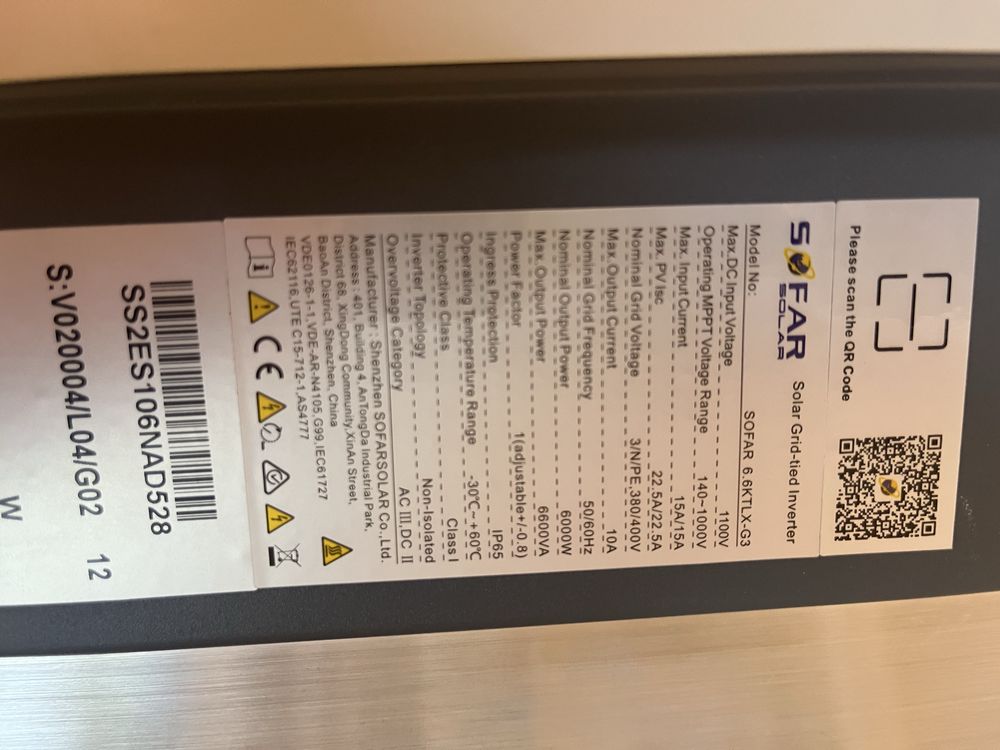 Please scan the QR Code
SOFAR
SOLAR
Solar Grid-tied Inverter
Model No: SOFAR 6.6KTLX-G3
Max. DC Input Voltage 1100V
Operating MPPT Voltage Range 140~1000V
Max. Input Current 15A/15A
Max. PV Isc 22.5A/22.5A
Nominal Grid Voltage 3/N/PE,380/400V
Max. Output Current 10A
Nominal Grid Frequency 50/60Hz
Nominal Output Power 6000W
Max. Output Power 6600VA
Power Factor 1(adjustable+/-0.8)
Ingress Protection IP65
Operating Temperature Range -30℃~+60℃
Protective Class Class I
Inverter Topology Non-Isolated
Overvoltage Category AC III,DC II
Manufacturer : Shenzhen SOFARSOLAR Co.,Ltd.
Address : 401, Building 4, AnTongDa Industrial Park,
District 68, XingDong Community,XinAn Street,
BaoAn District, Shenzhen, China
VDE0126-1-1,VDE-AR-N4105,G99,IEC61727
IEC62116,UTE C15-712-1,AS4777
CE
SS2ES106NAD528
S:V020004/L04/G02 12
W